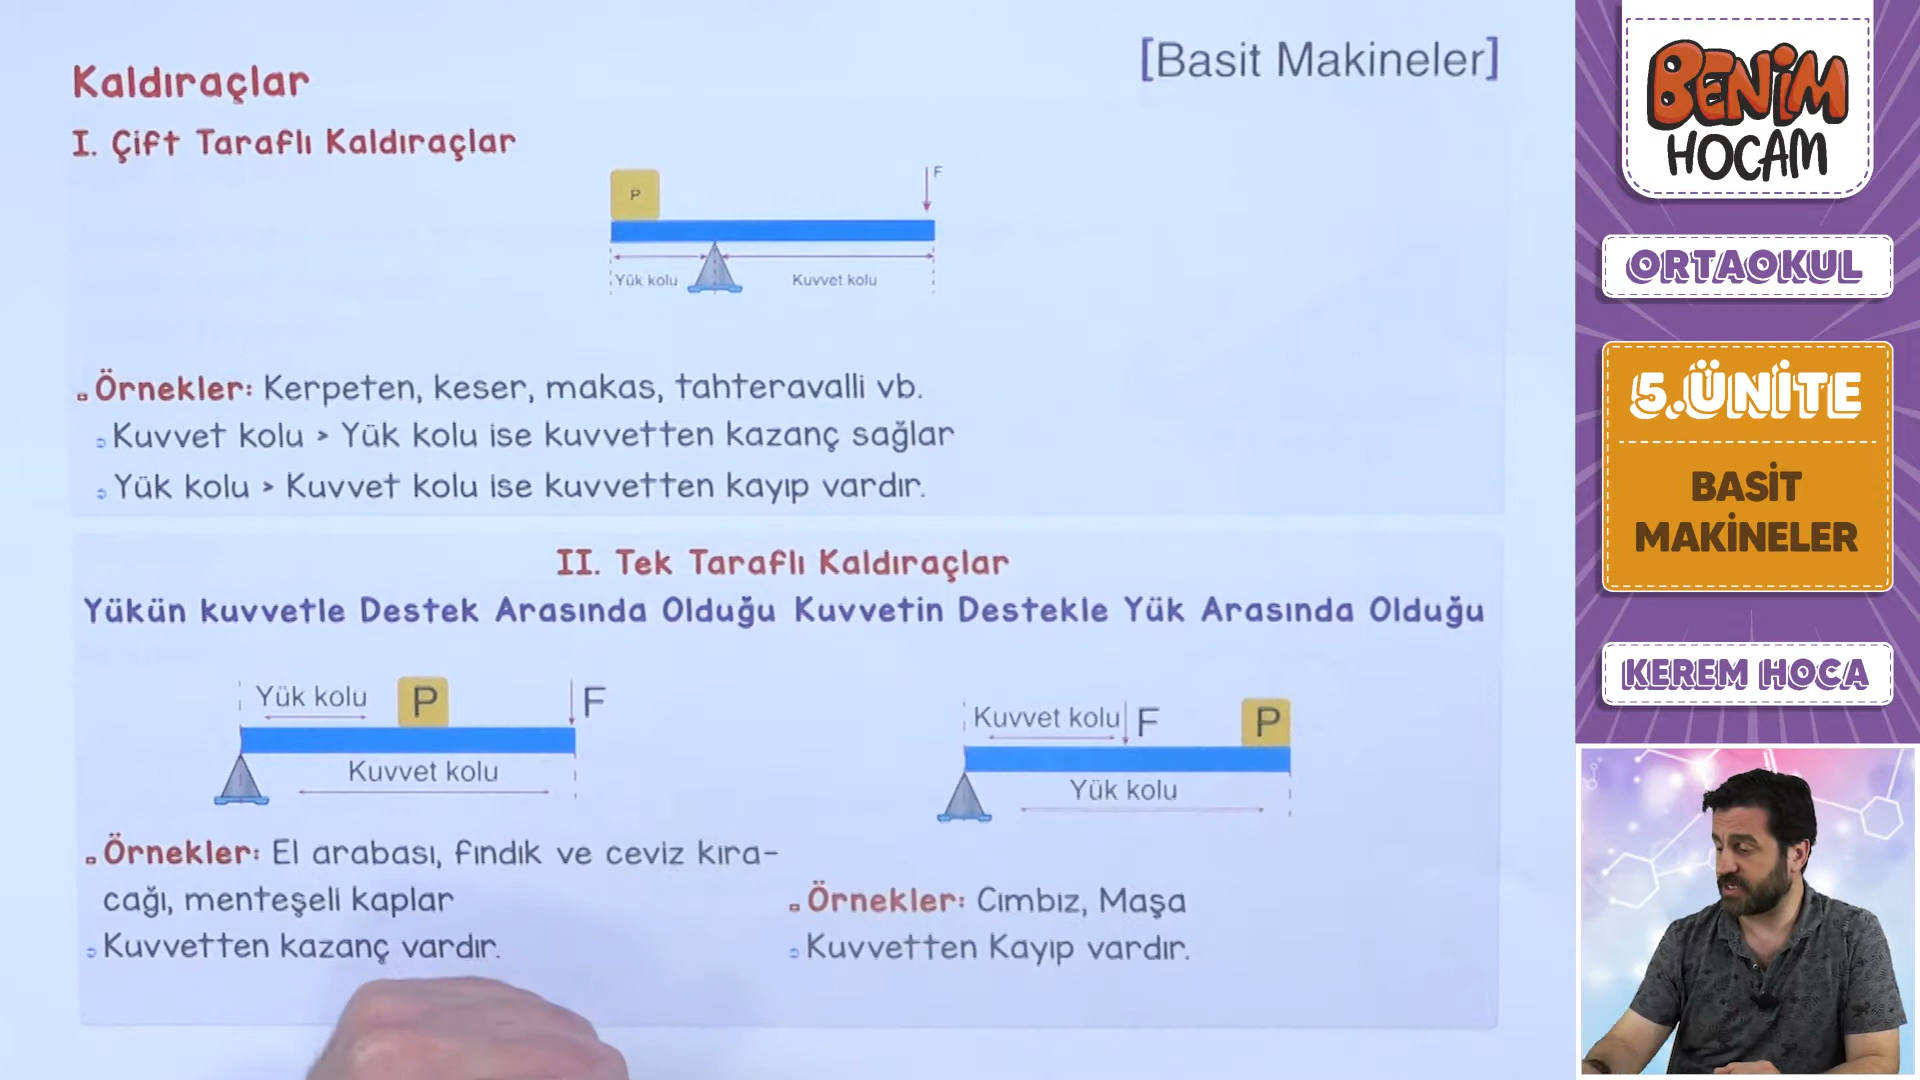 [Basit Makineler]
Kaldıraçlar
I. Çift Taraflı Kaldıraçlar
P
F
Yük kolu
Kuvvet kolu
Örnekler: Kerpeten, keser, makas, tahteravalli vb.
Kuvvet kolu > Yük kolu ise kuvvetten kazanç sağlar
Yük kolu > Kuvvet kolu ise kuvvetten kayıp vardır.
II. Tek Taraflı Kaldıraçlar
Yükün kuvvetle Destek Arasında Olduğu Kuvvetin Destekle Yük Arasında Olduğu
Yük kolu
P
F
Kuvvet kolu
Örnekler: El arabası, fındık ve ceviz kıra-
cağı, menteşeli kaplar
Kuvvetten kazanç vardır.
Kuvvet kolu
F
P
Yük kolu
Örnekler: Cımbız, Maşa
Kuvvetten Kayıp vardır.
BENİM
HOCAM
ORTAOKUL
5.ÜNİTE
BASİT
MAKİNELER
KEREM HOCA